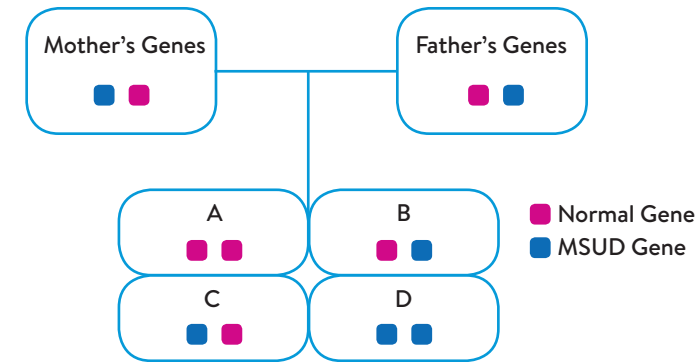 Mother’s Genes
Father’s Genes
A
B
Normal Gene
MSUD Gene
C
D